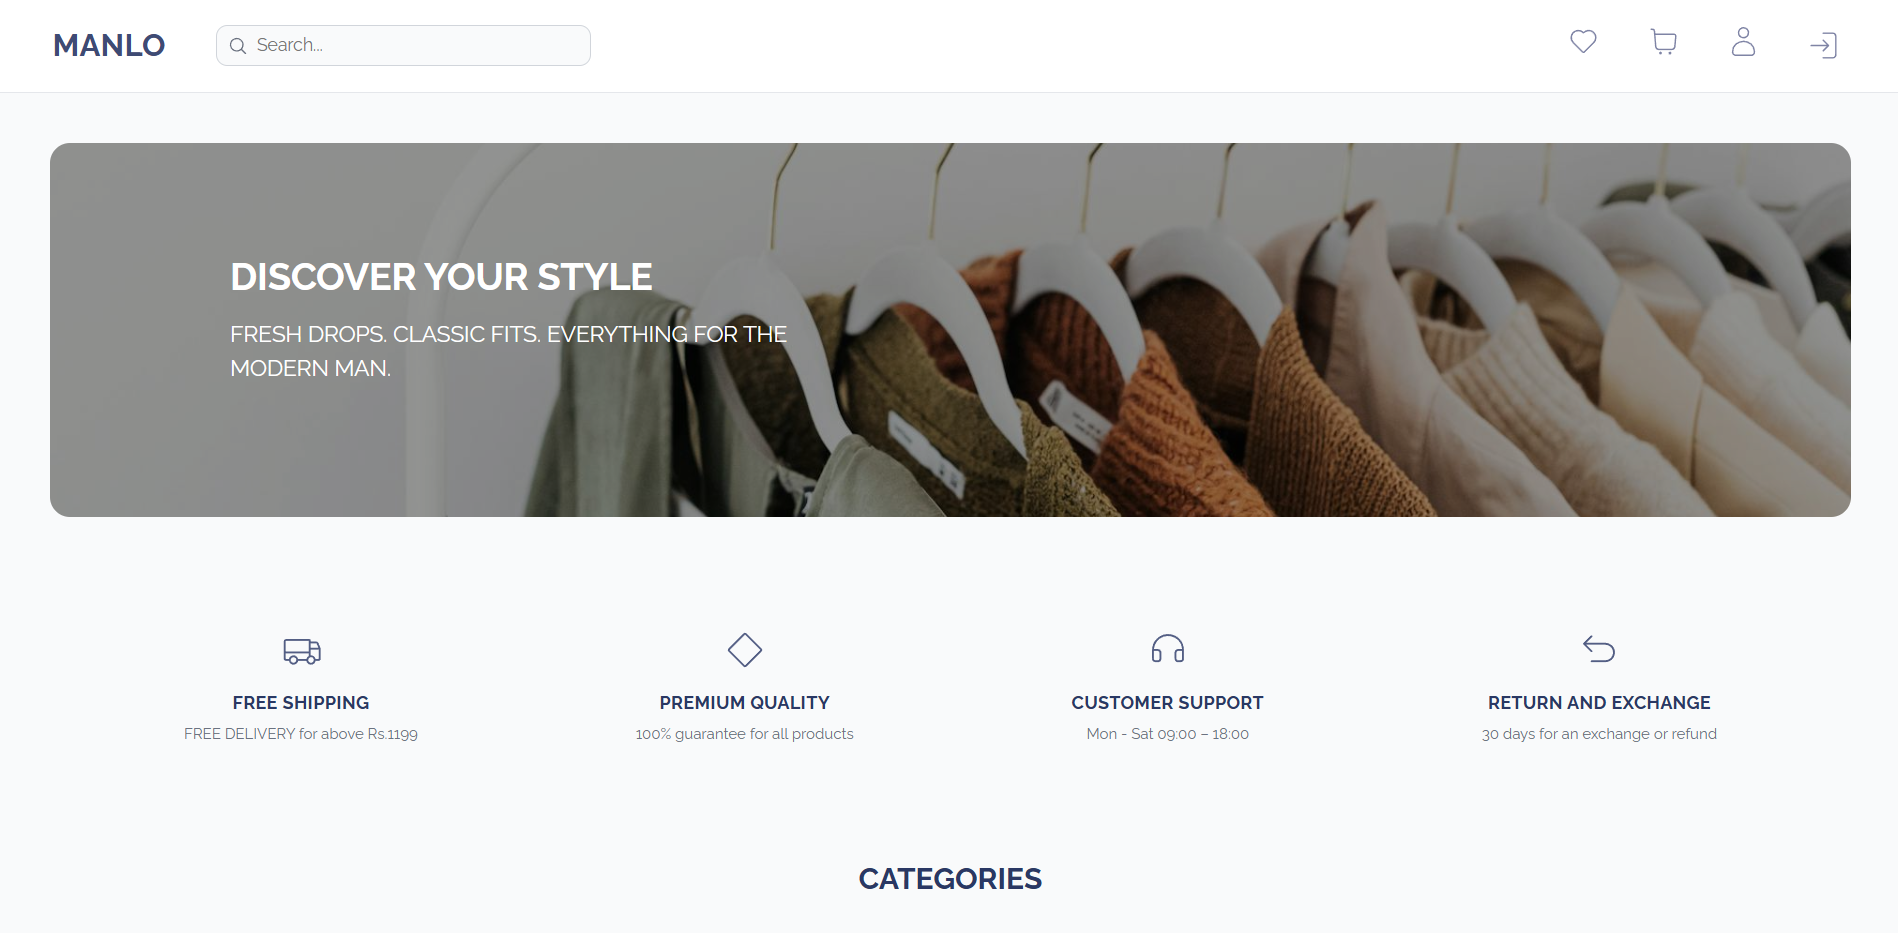 MANLO
Search...
DISCOVER YOUR STYLE
FRESH DROPS. CLASSIC FITS. EVERYTHING FOR THE
MODERN MAN.
FREE SHIPPING
FREE DELIVERY for above Rs.1199
PREMIUM QUALITY
100% guarantee for all products
CUSTOMER SUPPORT
Mon - Sat 09:00 – 18:00
RETURN AND EXCHANGE
30 days for an exchange or refund
CATEGORIES